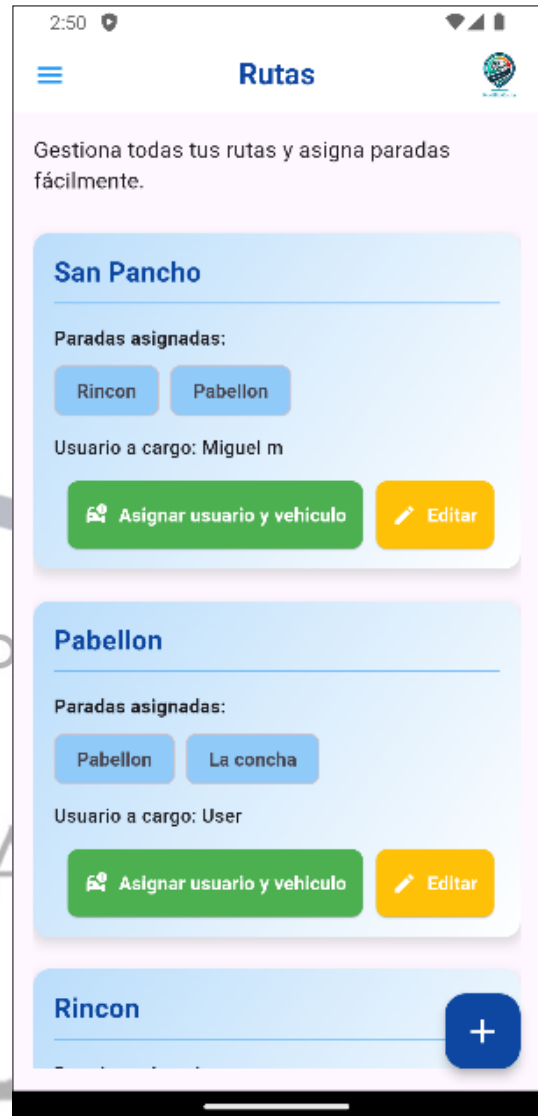 2:50
Rutas
Gestiona todas tus rutas y asigna paradas
fácilmente.
San Pancho
Paradas asignadas:
Rincon Pabellon
Usuario a cargo: Miguel m
Asignar usuario y vehiculo Editar
Pabellon
Paradas asignadas:
Pabellon La concha
Usuario a cargo: User
Asignar usuario y vehiculo Editar
Rincon
+